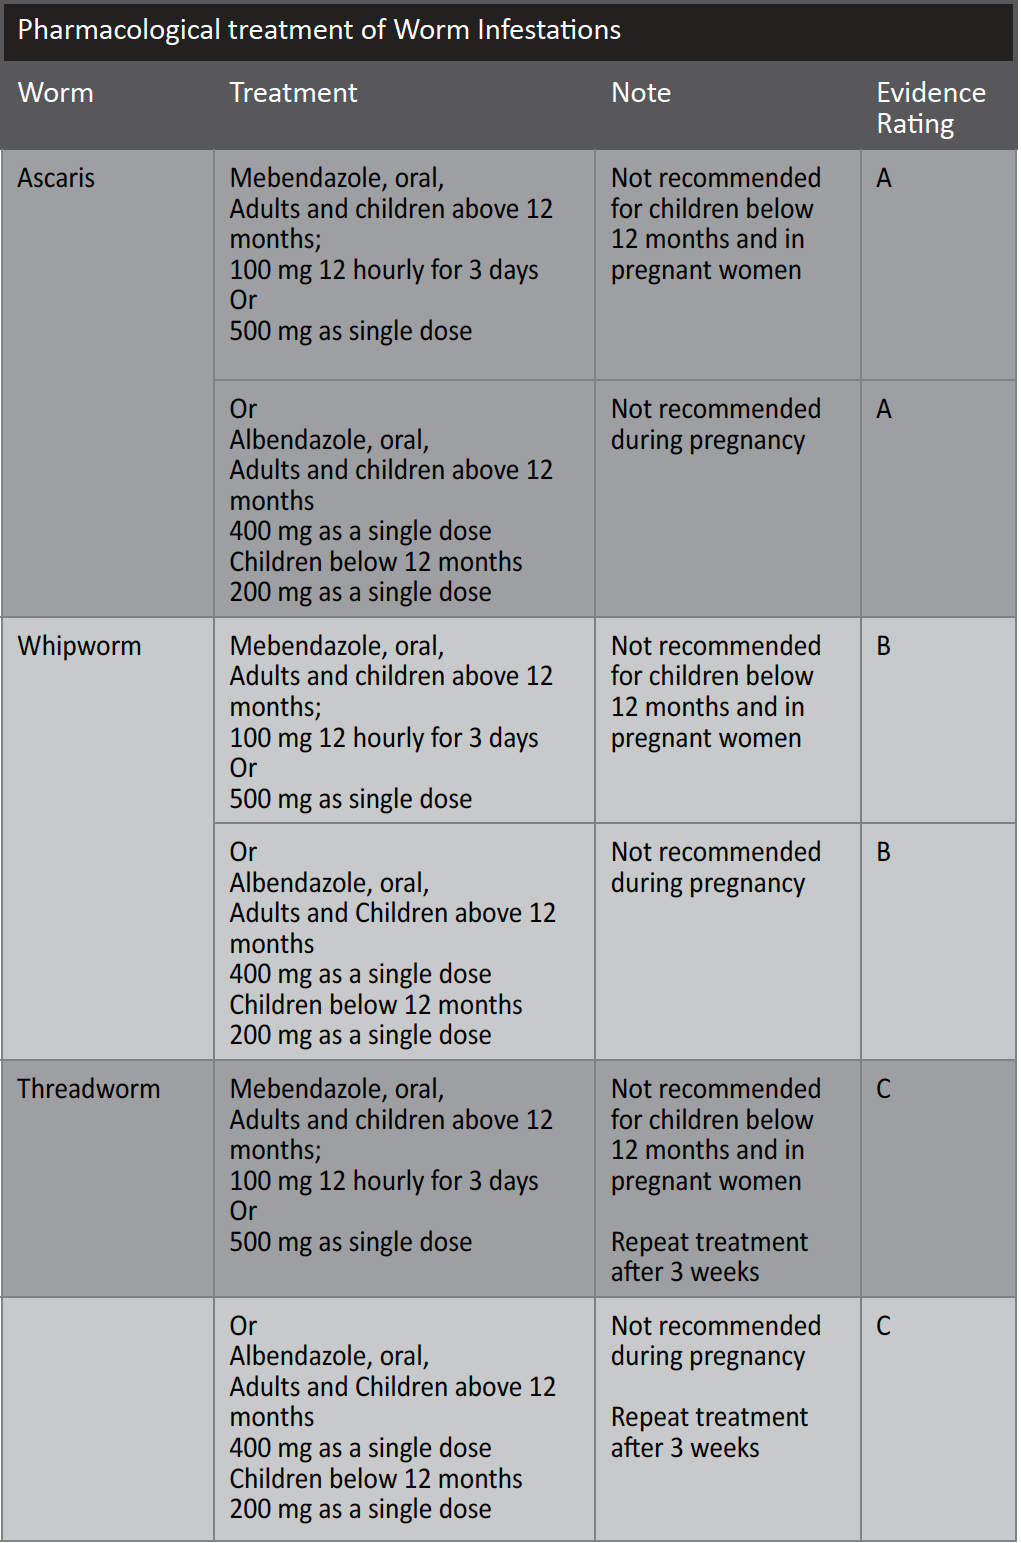 Pharmacological treatment of Worm Infestations
Worm
Treatment
Note
Evidence
Rating
Ascaris
Mebendazole, oral,
Adults and children above 12
months;
100 mg 12 hourly for 3 days
Or
500 mg as single dose
Not recommended
for children below
12 months and in
pregnant women
A
Or
Albendazole, oral,
Adults and children above 12
months
400 mg as a single dose
Children below 12 months
200 mg as a single dose
Not recommended
during pregnancy
A
Whipworm
Mebendazole, oral,
Adults and children above 12
months;
100 mg 12 hourly for 3 days
Or
500 mg as single dose
Not recommended
for children below
12 months and in
pregnant women
B
Or
Albendazole, oral,
Adults and Children above 12
months
400 mg as a single dose
Children below 12 months
200 mg as a single dose
Not recommended
during pregnancy
B
Threadworm
Mebendazole, oral,
Adults and children above 12
months;
100 mg 12 hourly for 3 days
Or
500 mg as single dose
Not recommended
for children below
12 months and in
pregnant women
Repeat treatment
after 3 weeks
C
Or
Albendazole, oral,
Adults and Children above 12
months
400 mg as a single dose
Children below 12 months
200 mg as a single dose
Not recommended
during pregnancy
Repeat treatment
after 3 weeks
C